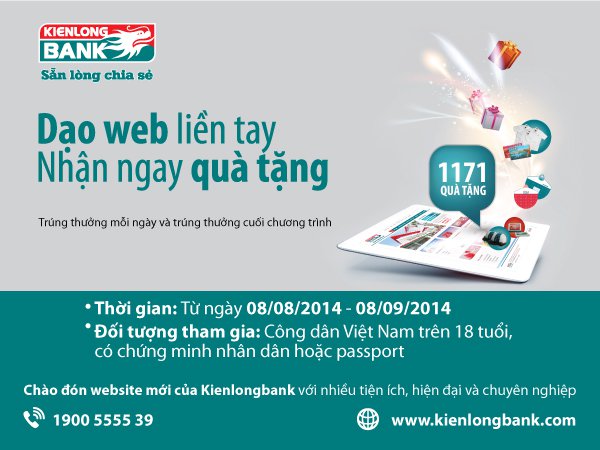 KIENLONG
BANK
Sẵn lòng chia sẻ
Dạo web liền tay
Nhận ngay quà tặng
1171
QUÀ TẶNG
Trúng thưởng mỗi ngày và trúng thưởng cuối chương trình
• Thời gian: Từ ngày 08/08/2014 - 08/09/2014
• Đối tượng tham gia: Công dân Việt Nam trên 18 tuổi,
có chứng minh nhân dân hoặc passport
Chào đón website mới của Kienlongbank với nhiều tiện ích, hiện đại và chuyên nghiệp
1900 5555 39
www.kienlongbank.com